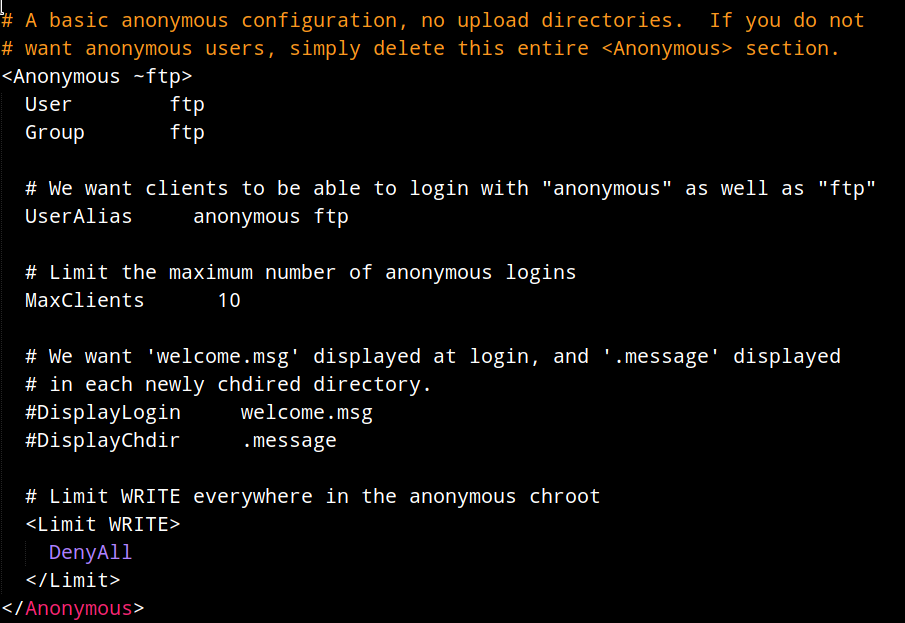 # A basic anonymous configuration, no upload directories.  If you do not
# want anonymous users, simply delete this entire <Anonymous> section.
<Anonymous ~ftp>
  User        ftp
  Group       ftp

  # We want clients to be able to login with "anonymous" as well as "ftp"
  UserAlias     anonymous ftp

  # Limit the maximum number of anonymous logins
  MaxClients      10

  # We want 'welcome.msg' displayed at login, and '.message' displayed
  # in each newly chdired directory.
  #DisplayLogin     welcome.msg
  #DisplayChdir     .message

  # Limit WRITE everywhere in the anonymous chroot
  <Limit WRITE>
    DenyAll
  </Limit>
</Anonymous>